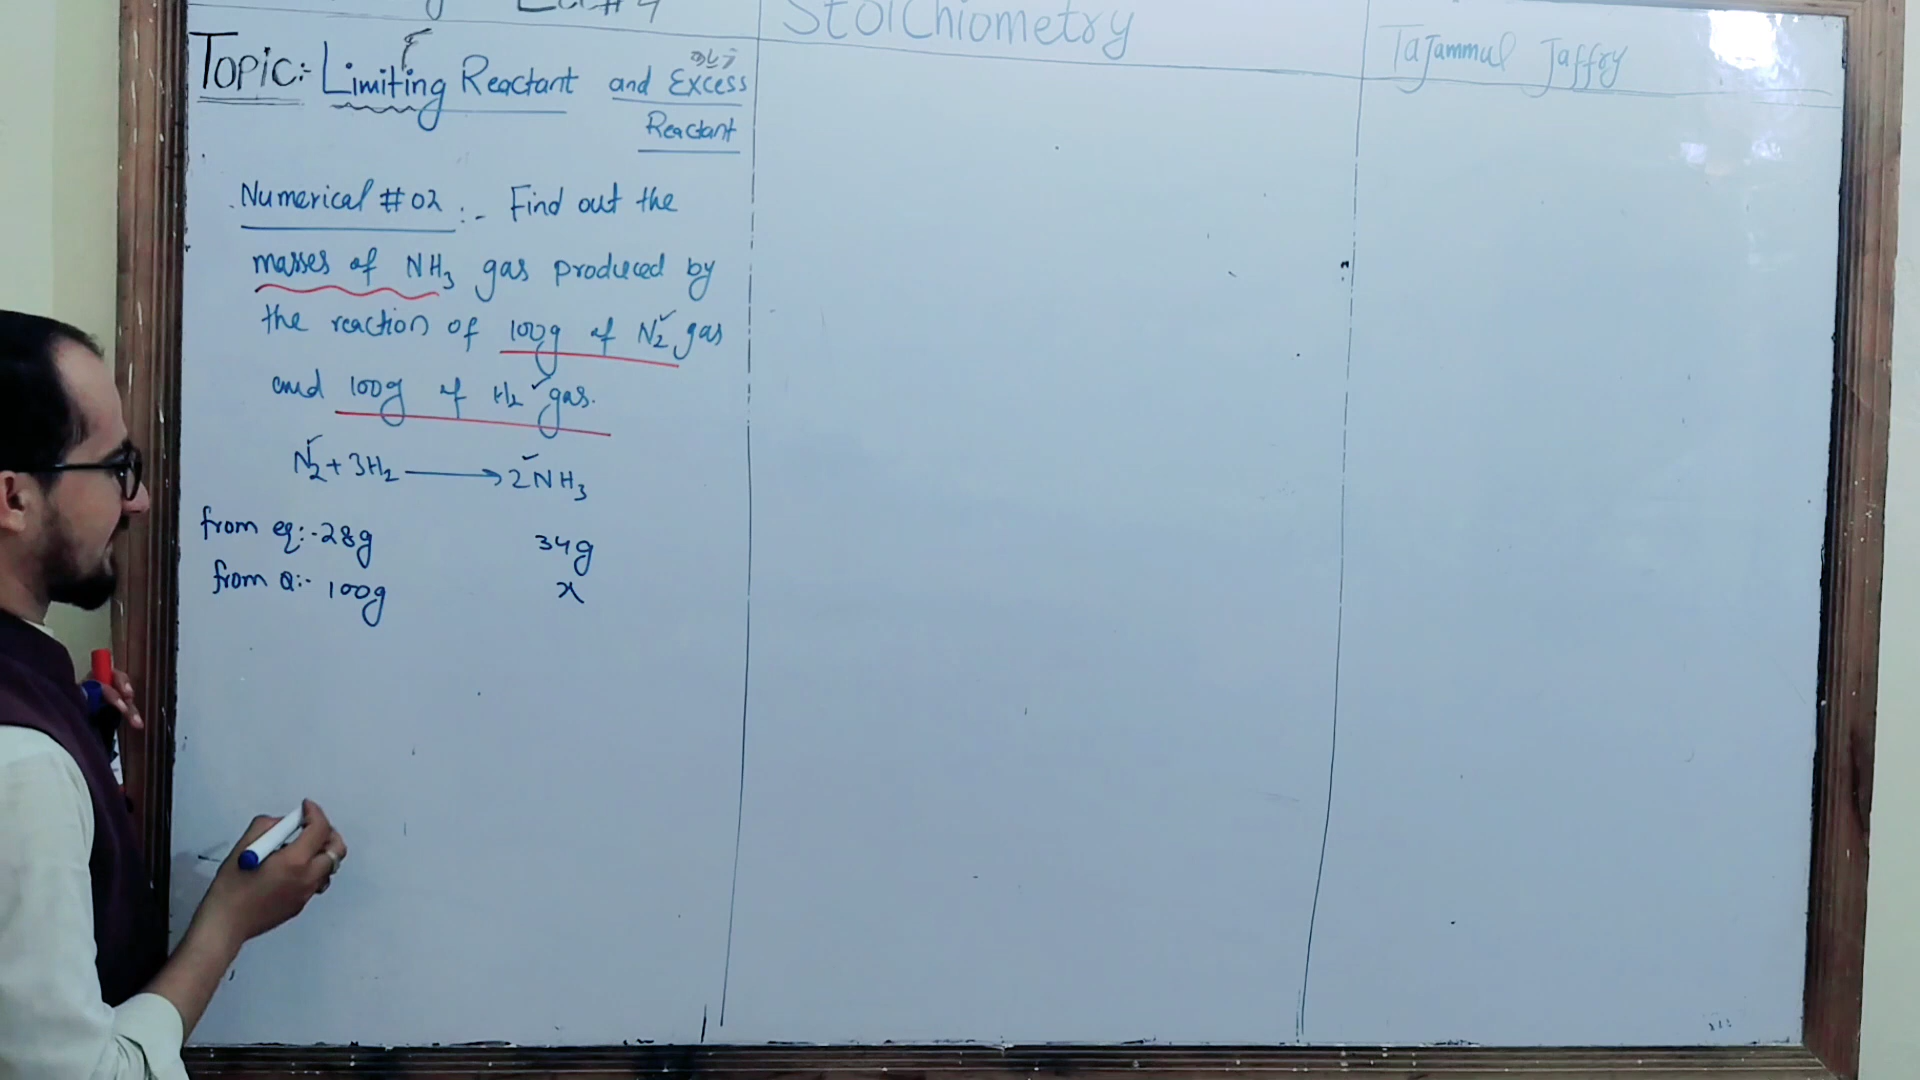 Stoichiometry
Tajammul Jaffry
Topic:- Limiting Reactant and Excess
Reactant
Numerical #02 :- Find out the
masses of NH₃ gas produced by
the reaction of 100g of N₂ gas
and 100g of H₂ gas.
N₂ + 3H₂ → 2NH₃
from eq:- 28g 34g
from Q:- 100g x